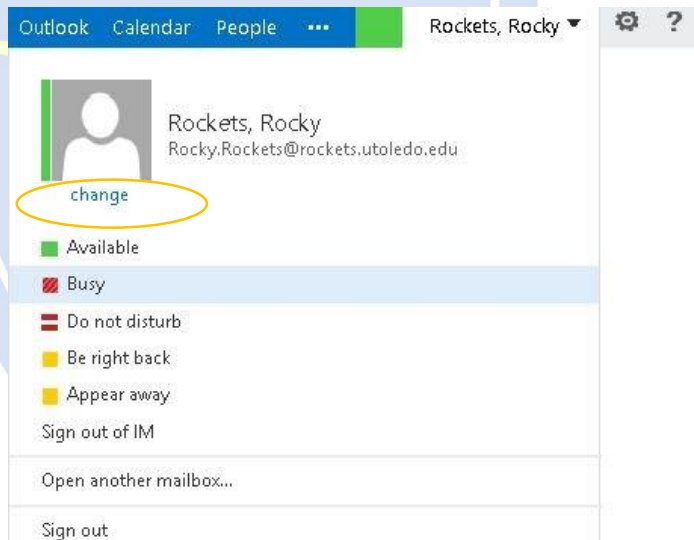 Outlook Calendar People ••• Rockets, Rocky ▼ ?
Rockets, Rocky
Rocky.Rockets@rockets.utoledo.edu
change
Available
Busy
Do not disturb
Be right back
Appear away
Sign out of IM
Open another mailbox...
Sign out